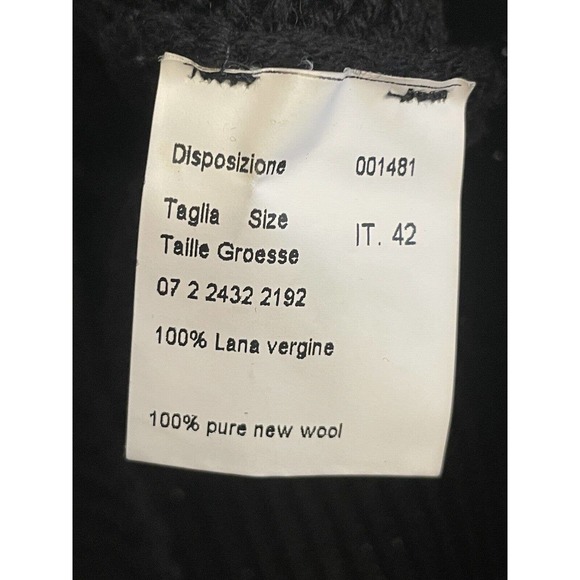 Disposizione 001481
Taglia Size IT. 42
Taille Groesse
07 2 2432 2192
100% Lana vergine
100% pure new wool